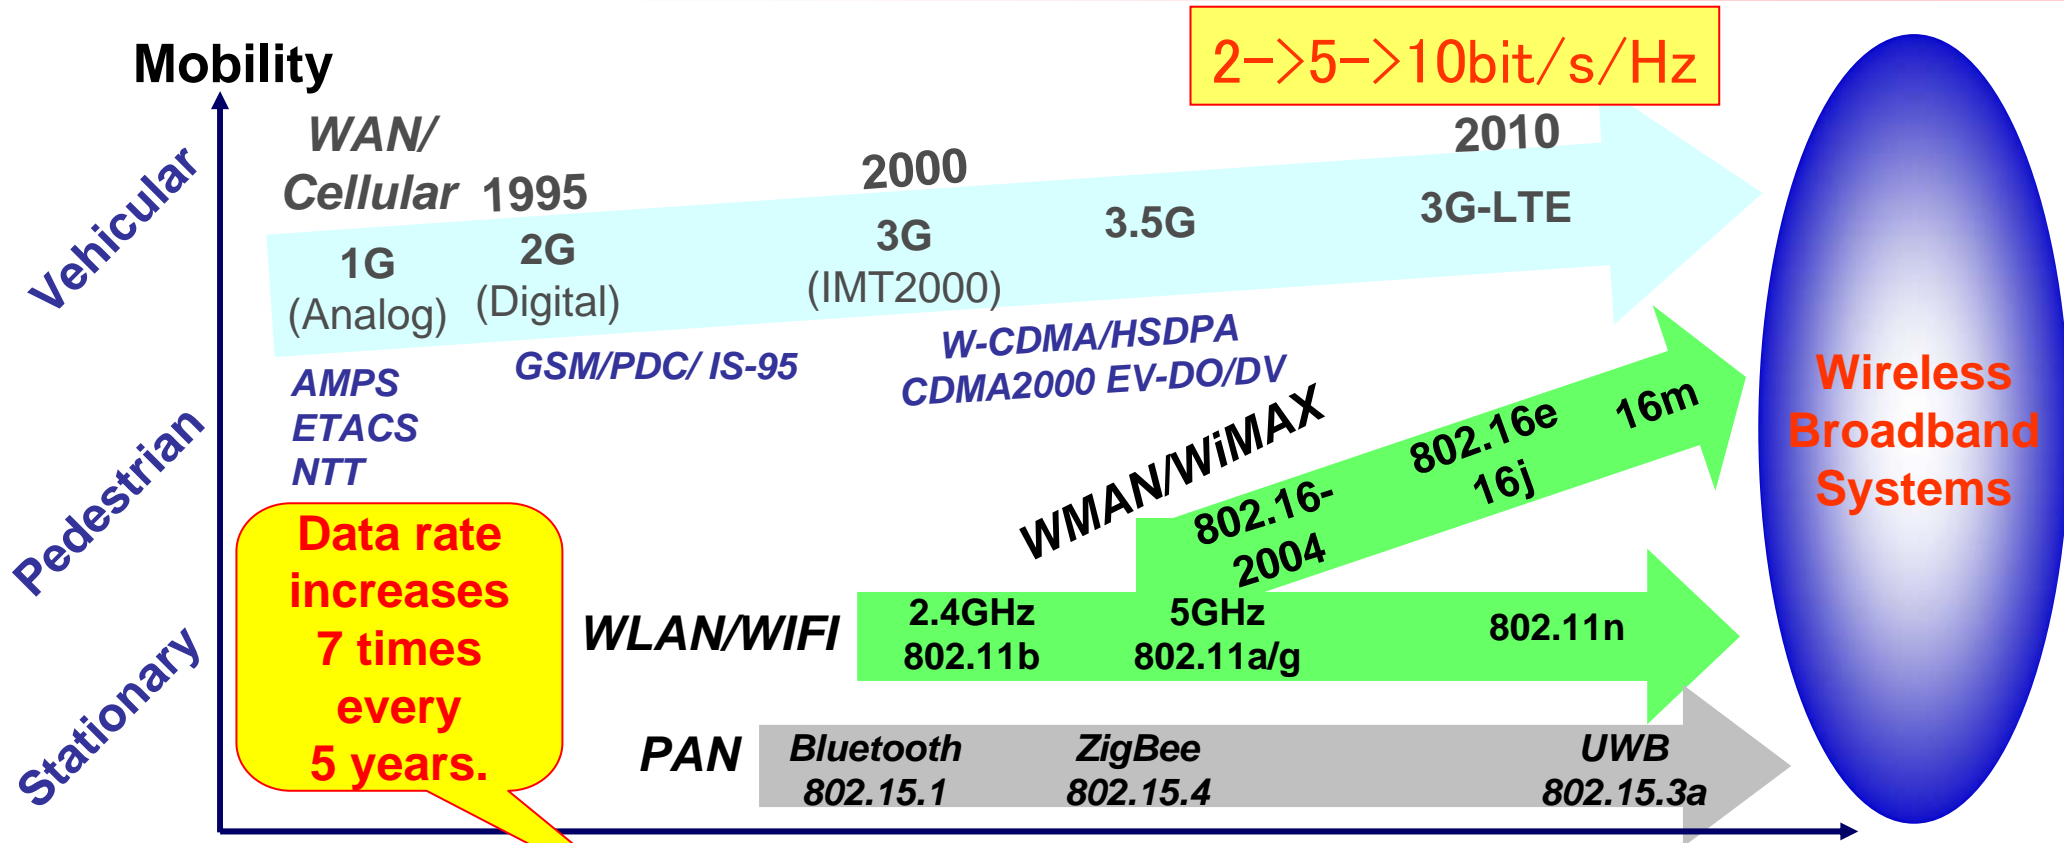 2->5->10bit/s/Hz
Mobility
WAN/
Cellular
1995
2000
2010
1G
(Analog)
2G
(Digital)
3G
(IMT2000)
3.5G
3G-LTE
AMPS
ETACS
NTT
GSM/PDC/ IS-95
W-CDMA/HSDPA
CDMA2000 EV-DO/DV
Vehicular
Pedestrian
Stationary
WMAN/WiMAX
802.16-
2004
802.16e
16j
16m
Data rate
increases
7 times
every
5 years.
WLAN/WIFI
2.4GHz
802.11b
5GHz
802.11a/g
802.11n
PAN
Bluetooth
802.15.1
ZigBee
802.15.4
UWB
802.15.3a
Wireless
Broadband
Systems